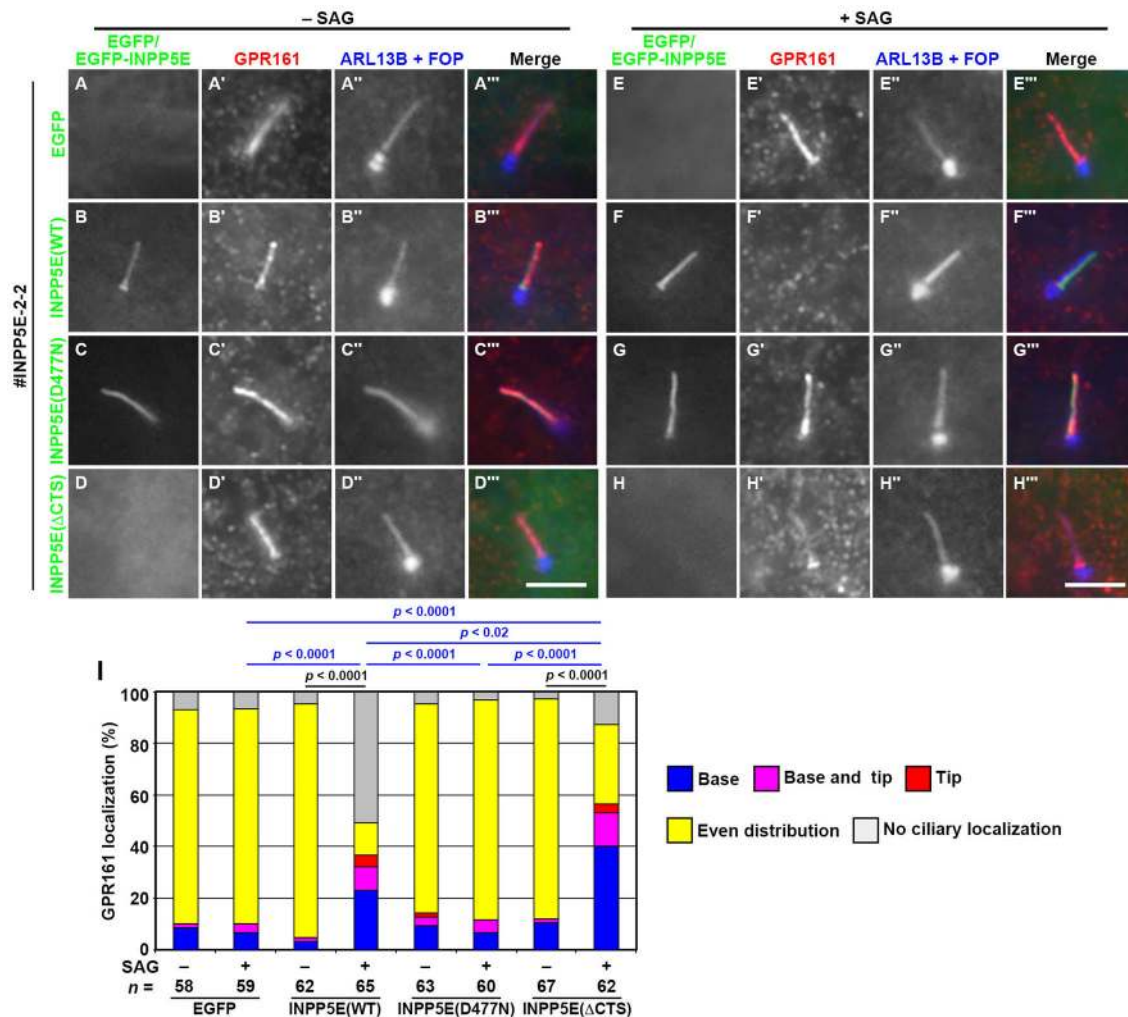 – SAG
+ SAG
EGFP/
EGFP-INPP5E
GPR161
ARL13B + FOP
Merge
EGFP/
EGFP-INPP5E
GPR161
ARL13B + FOP
Merge
#INPP5E-2-2
EGFP
A
A'
A''
A'''
E
E'
E''
E'''
INPP5E(WT)
B
B'
B''
B'''
F
F'
F''
F'''
INPP5E(D477N)
C
C'
C''
C'''
G
G'
G''
G'''
INPP5E(ΔCTS)
D
D'
D''
D'''
H
H'
H''
H'''
I
p < 0.0001
p < 0.02
p < 0.0001
p < 0.0001
p < 0.0001
p < 0.0001
p < 0.0001
GPR161 localization (%)
100
80
60
40
20
0
SAG – + – + – + – +
n = 58 59 62 65 63 60 67 62
EGFP INPP5E(WT) INPP5E(D477N) INPP5E(ΔCTS)
Base
Base and tip
Tip
Even distribution
No ciliary localization